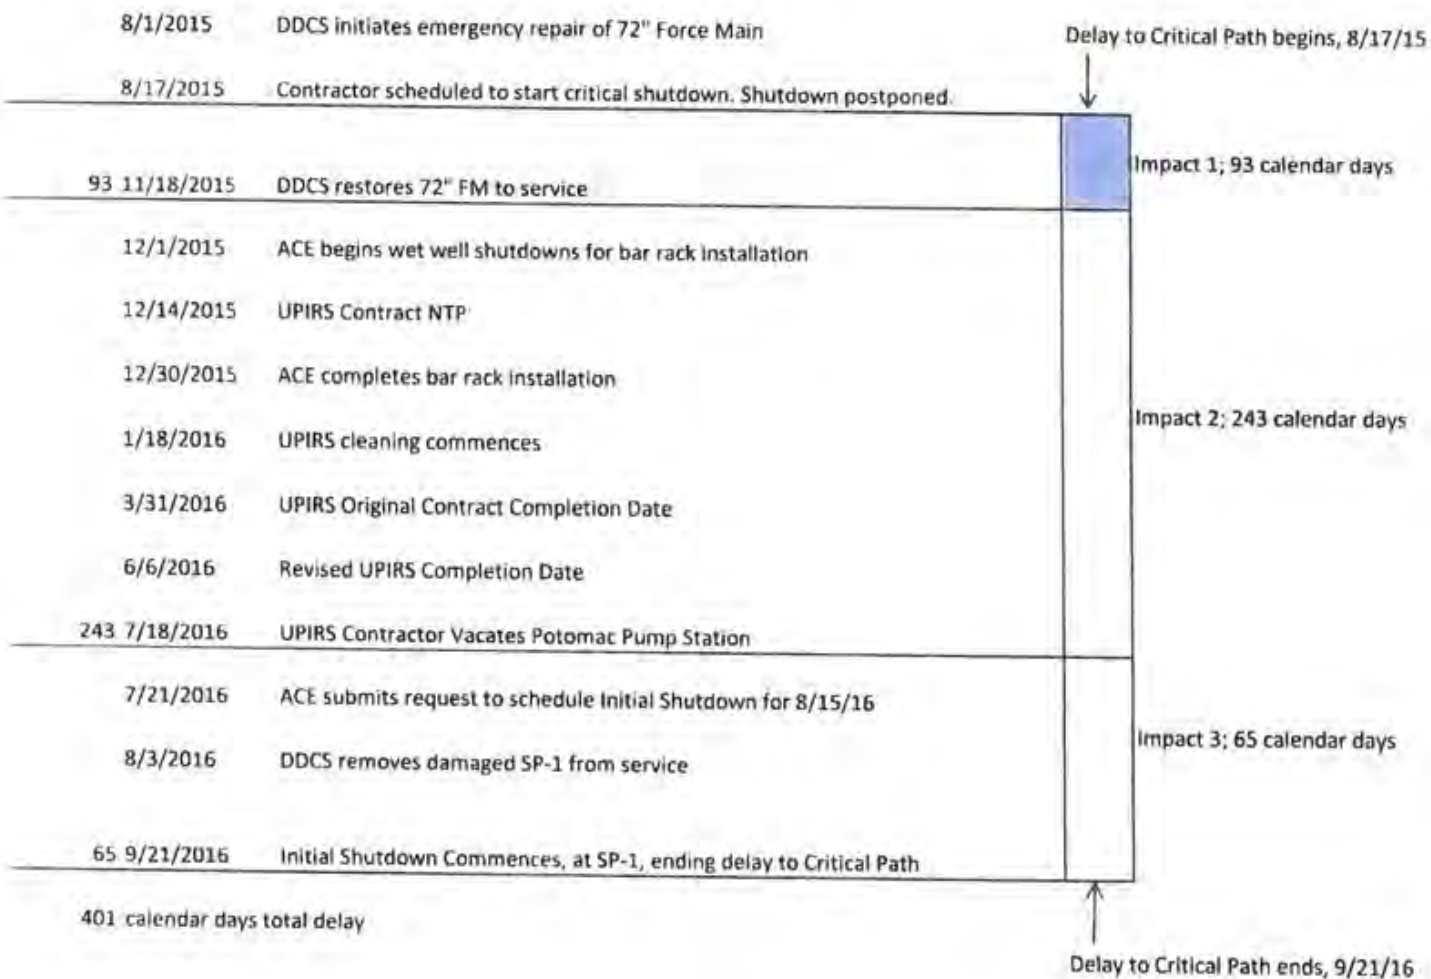 8/1/2015 DDCS initiates emergency repair of 72" Force Main
Delay to Critical Path begins, 8/17/15
8/17/2015 Contractor scheduled to start critical shutdown. Shutdown postponed.
Impact 1; 93 calendar days
93 11/18/2015 DDCS restores 72" FM to service
12/1/2015 ACE begins wet well shutdowns for bar rack installation
12/14/2015 UPIRS Contract NTP
12/30/2015 ACE completes bar rack installation
Impact 2; 243 calendar days
1/18/2016 UPIRS cleaning commences
3/31/2016 UPIRS Original Contract Completion Date
6/6/2016 Revised UPIRS Completion Date
243 7/18/2016 UPIRS Contractor Vacates Potomac Pump Station
7/21/2016 ACE submits request to schedule Initial Shutdown for 8/15/16
Impact 3; 65 calendar days
8/3/2016 DDCS removes damaged SP-1 from service
65 9/21/2016 Initial Shutdown Commences, at SP-1, ending delay to Critical Path
401 calendar days total delay
Delay to Critical Path ends, 9/21/16